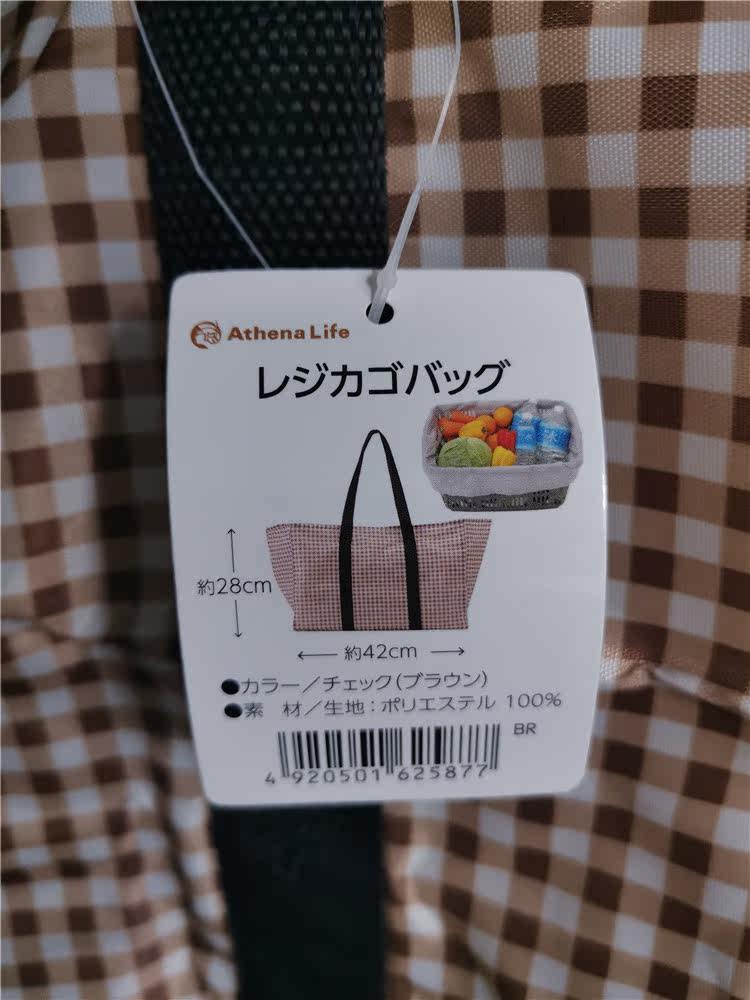 Athena Life
レジカゴバッグ
約28cm
約42cm
●カラー／チェック（ブラウン）
●素　材／生地：ポリエステル 100%
BR
4 920501 625877